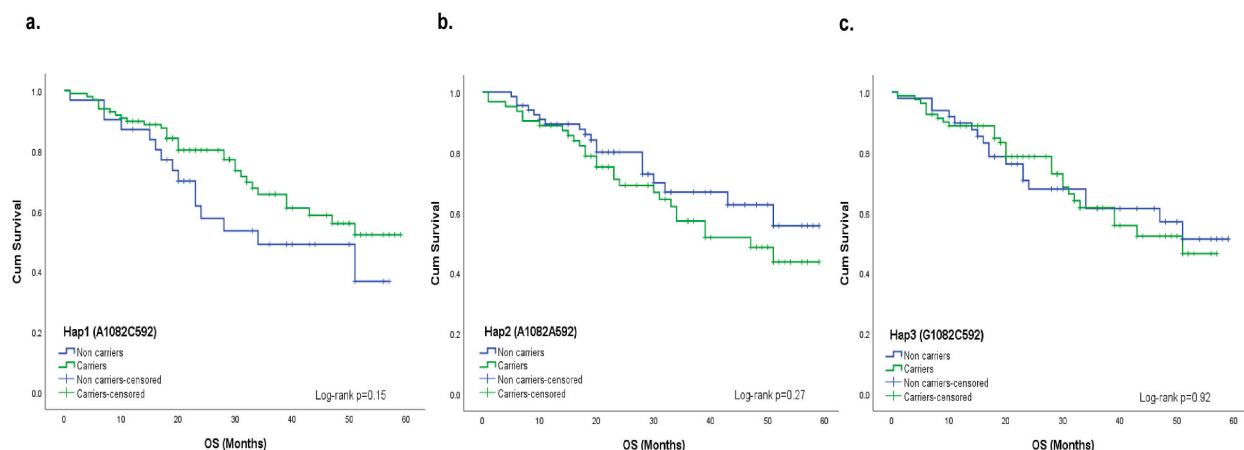 a.
Cum Survival
1.0
0.8
0.6
0.4
0.2
0.0
Hap1 (A1082C592)
Non carriers
Carriers
Non carriers-censored
Carriers-censored
Log-rank p=0.15
0 10 20 30 40 50 60
OS (Months)
b.
Cum Survival
1.0
0.8
0.6
0.4
0.2
0.0
Hap2 (A1082A592)
Non carriers
Carriers
Non carriers-censored
Carriers-censored
Log-rank p=0.27
0 10 20 30 40 50 60
OS (Months)
c.
Cum Survival
1.0
0.8
0.6
0.4
0.2
0.0
Hap3 (G1082C592)
Non carriers
Carriers
Non carriers-censored
Carriers-censored
Log-rank p=0.92
0 10 20 30 40 50 60
OS (Months)